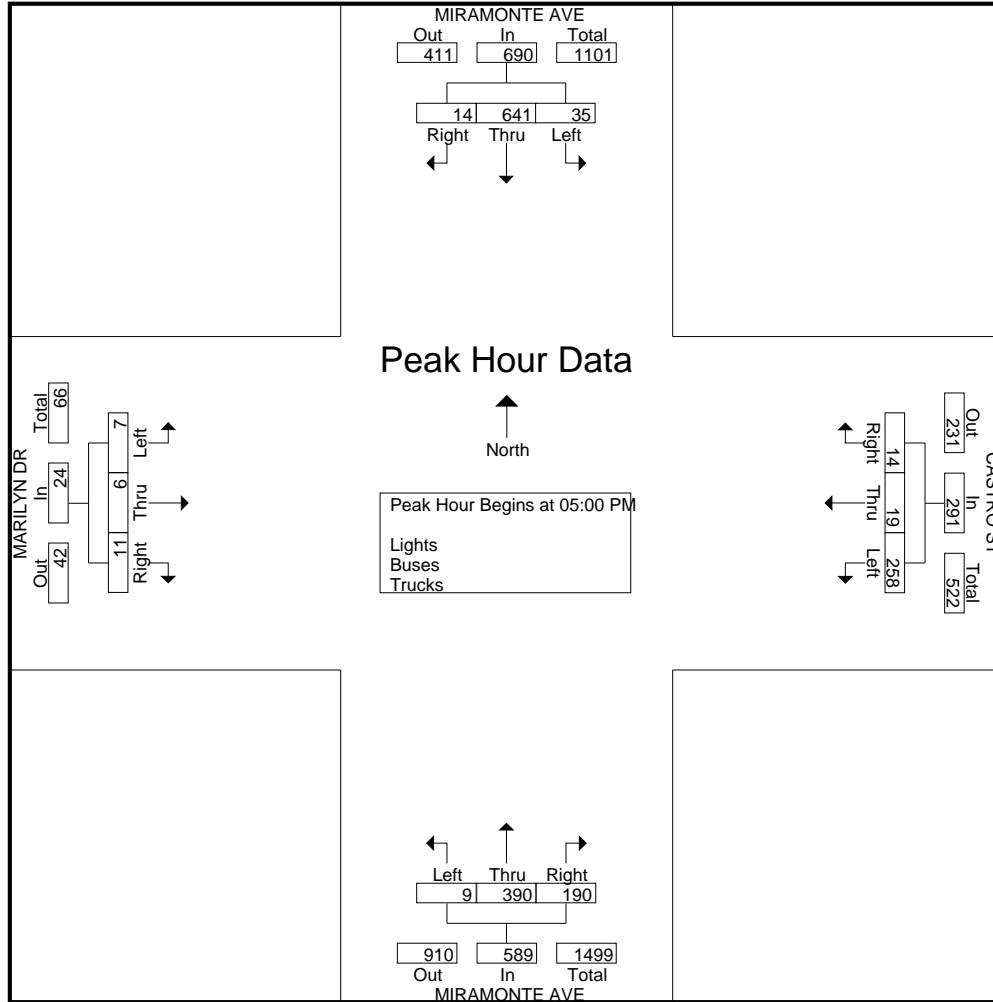 MIRAMONTE AVE
Out In Total
411 690 1101
14 641 35
Right Thru Left
Peak Hour Data
North
Peak Hour Begins at 05:00 PM
Lights
Buses
Trucks
MARILYN DR
Out In Total
42 24 66
Right Thru Left
11 6 7
CASTRO ST
Out In Total
231 291 522
Right Thru Left
14 19 258
Left Thru Right
9 390 190
910 589 1499
Out In Total
MIRAMONTE AVE